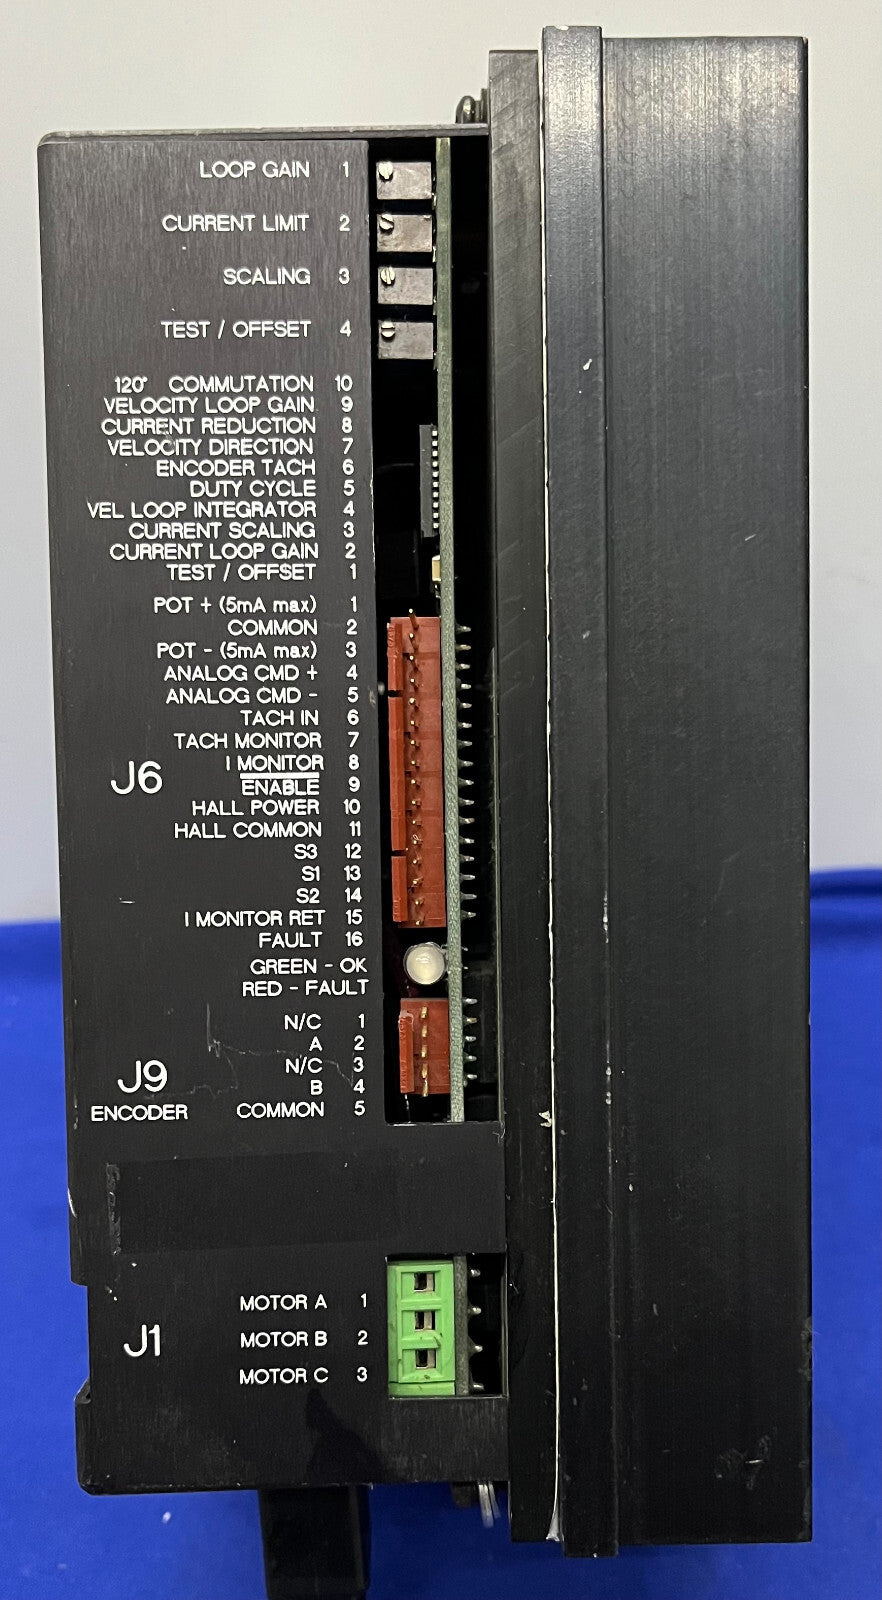 LOOP GAIN 1
CURRENT LIMIT 2
SCALING 3
TEST / OFFSET 4
120° COMMUTATION 10
VELOCITY LOOP GAIN 9
CURRENT REDUCTION 8
VELOCITY DIRECTION 7
ENCODER TACH 6
DUTY CYCLE 5
VEL LOOP INTEGRATOR 4
CURRENT SCALING 3
CURRENT LOOP GAIN 2
TEST / OFFSET 1
J6
POT + (5mA max) 1
COMMON 2
POT - (5mA max) 3
ANALOG CMD + 4
ANALOG CMD - 5
TACH IN 6
TACH MONITOR 7
I MONITOR 8
ENABLE 9
HALL POWER 10
HALL COMMON 11
S3 12
S1 13
S2 14
I MONITOR RET 15
FAULT 16
GREEN - OK
RED - FAULT
J9
ENCODER
N/C 1
A 2
N/C 3
B 4
COMMON 5
J1
MOTOR A 1
MOTOR B 2
MOTOR C 3